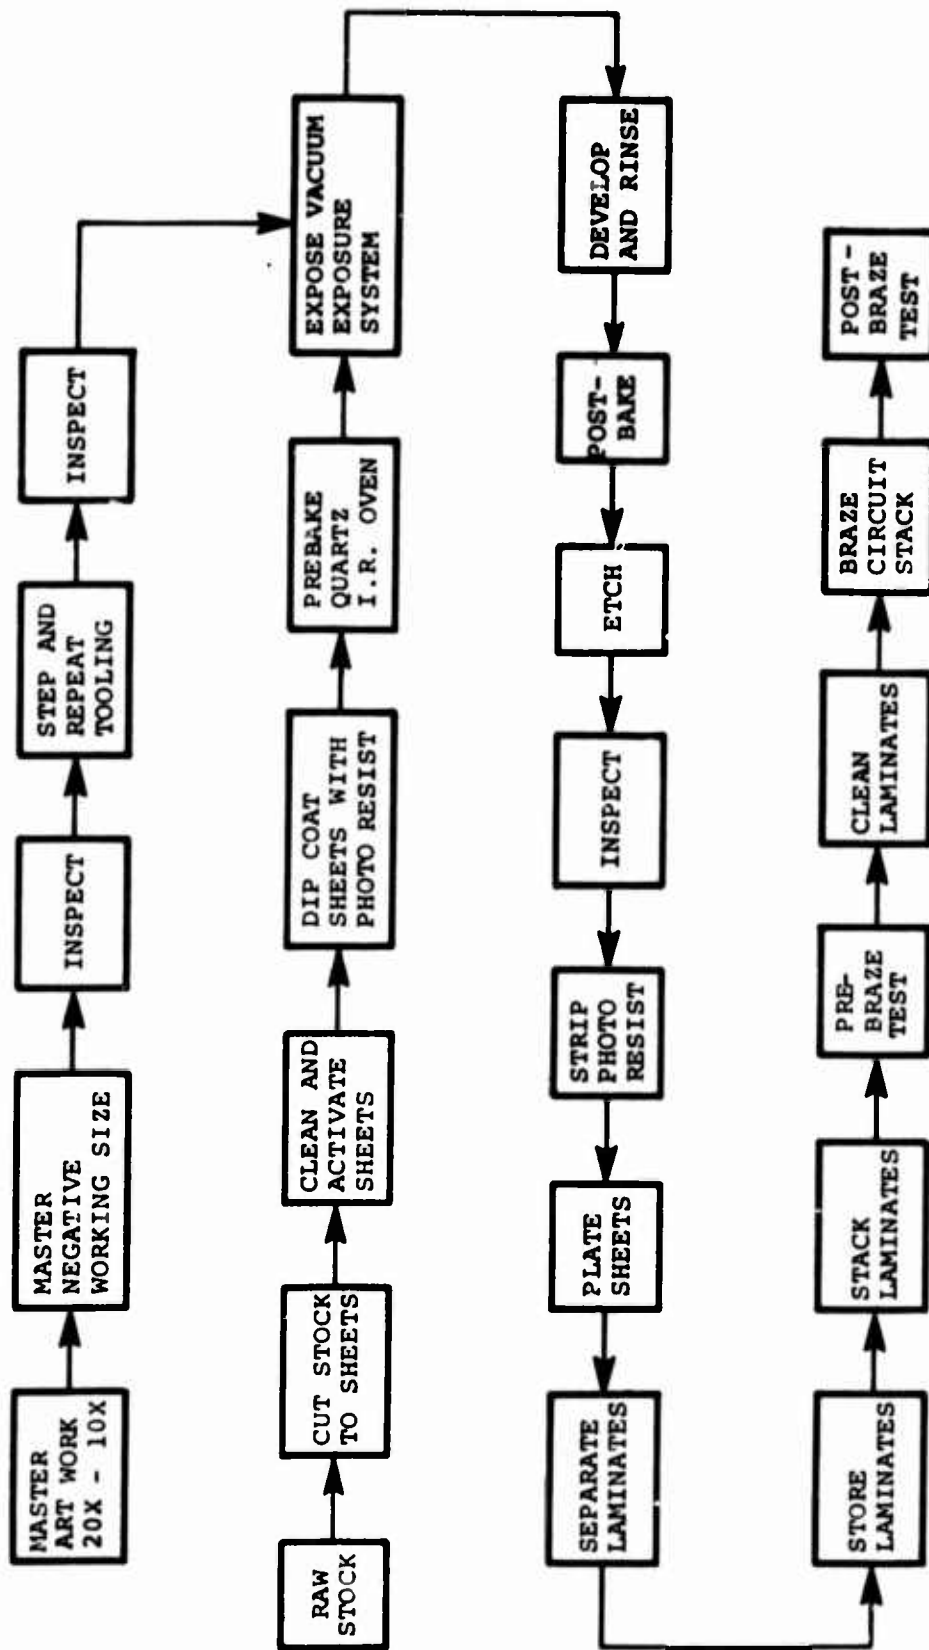 MASTER
ART WORK
20X - 10X
MASTER
NEGATIVE
WORKING SIZE
INSPECT
STEP AND
REPEAT
TOOLING
INSPECT
RAW
STOCK
CUT STOCK
TO SHEETS
CLEAN AND
ACTIVATE
SHEETS
DIP COAT
SHEETS WITH
PHOTO RESIST
PREBAKE
QUARTZ
I.R. OVEN
EXPOSE VACUUM
EXPOSURE
SYSTEM
DEVELOP
AND RINSE
POST-
BAKE
ETCH
INSPECT
STRIP
PHOTO
RESIST
PLATE
SHEETS
SEPARATE
LAMINATES
STORE
LAMINATES
STACK
LAMINATES
PRE-
BRAZE
TEST
CLEAN
LAMINATES
BRAZE
CIRCUIT
STACK
POST-
BRAZE
TEST